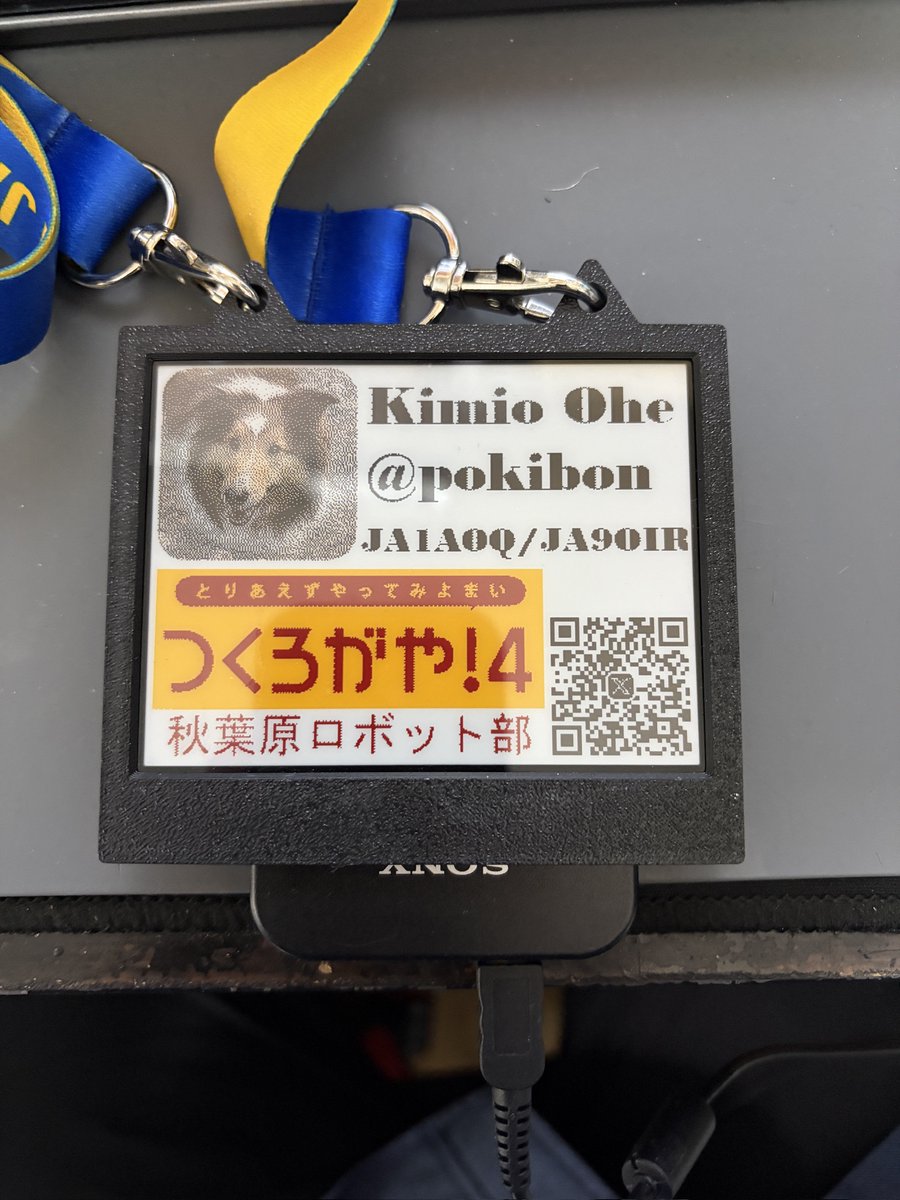 Kimio Ohe
@pokibon
JA1AOQ/JA9OIR
とりあえずやってみよまい
つくろがや!4
秋葉原ロボット部
SONY